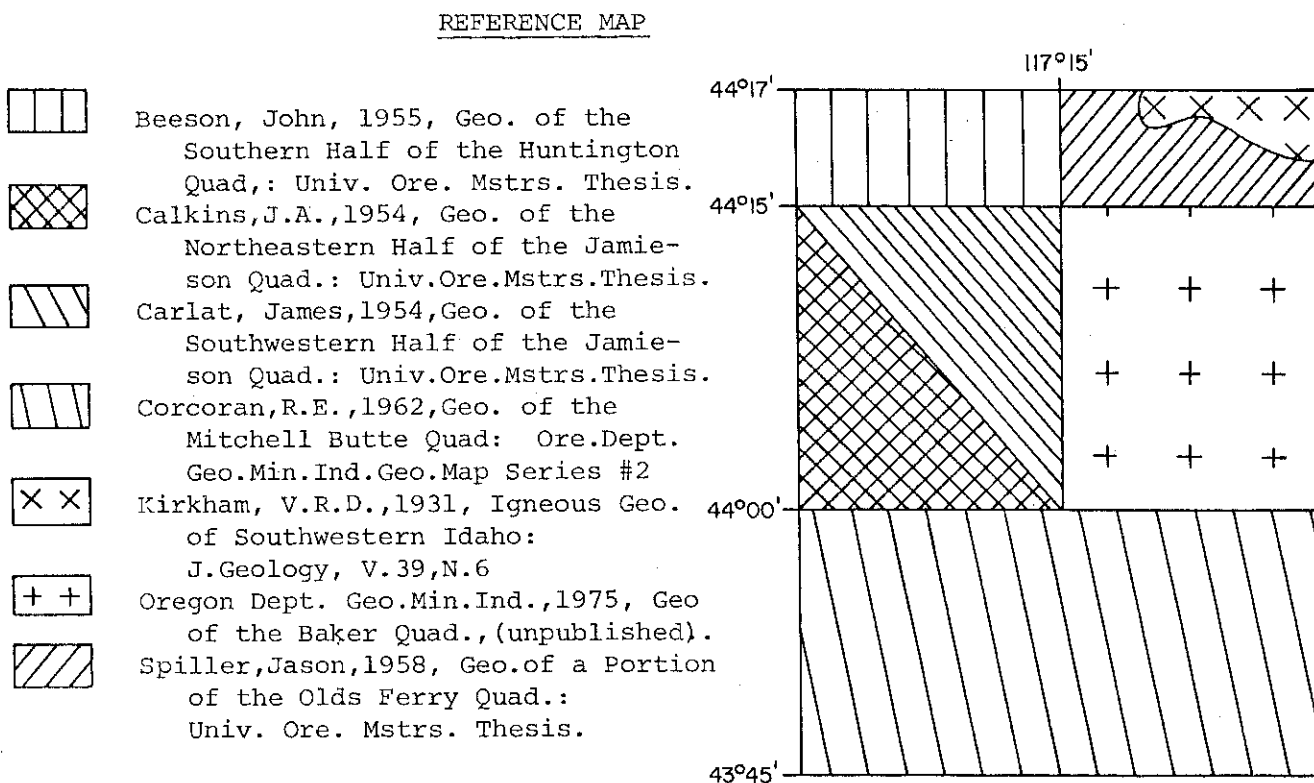 REFERENCE MAP
Beeson, John, 1955, Geo. of the
Southern Half of the Huntington
Quad,: Univ. Ore. Mstrs. Thesis.
Calkins,J.A.,1954, Geo. of the
Northeastern Half of the Jamie-
son Quad.: Univ.Ore.Mstrs.Thesis.
Carlat, James,1954,Geo. of the
Southwestern Half of the Jamie-
son Quad.: Univ.Ore.Mstrs.Thesis.
Corcoran,R.E.,1962,Geo. of the
Mitchell Butte Quad: Ore.Dept.
Geo.Min.Ind.Geo.Map Series #2
Kirkham, V.R.D.,1931, Igneous Geo.
of Southwestern Idaho:
J.Geology, V.39,N.6
Oregon Dept. Geo.Min.Ind.,1975, Geo
of the Baker Quad.,(unpublished).
Spiller,Jason,1958, Geo.of a Portion
of the Olds Ferry Quad.:
Univ. Ore. Mstrs. Thesis.
117°15'
44°17'
44°15'
44°00'
43°45'